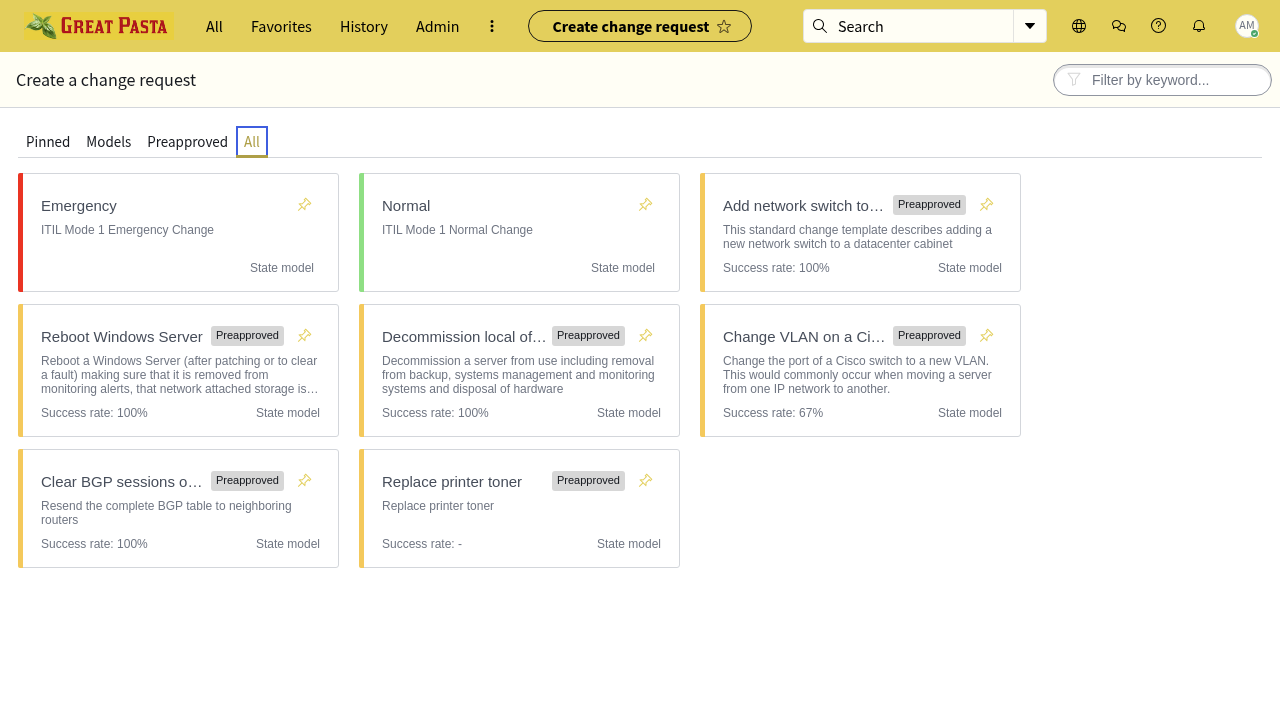 GREAT PASTA
All
Favorites
History
Admin
Create change request
Search
AM
Create a change request
Filter by keyword...
Pinned
Models
Preapproved
All
Emergency
ITIL Mode 1 Emergency Change
State model
Normal
ITIL Mode 1 Normal Change
State model
Add network switch to…
Preapproved
This standard change template describes adding a
new network switch to a datacenter cabinet
Success rate: 100%
State model
Reboot Windows Server
Preapproved
Reboot a Windows Server (after patching or to clear
a fault) making sure that it is removed from
monitoring alerts, that network attached storage is…
Success rate: 100%
State model
Decommission local of…
Preapproved
Decommission a server from use including removal
from backup, systems management and monitoring
systems and disposal of hardware
Success rate: 100%
State model
Change VLAN on a Ci…
Preapproved
Change the port of a Cisco switch to a new VLAN.
This would commonly occur when moving a server
from one IP network to another.
Success rate: 67%
State model
Clear BGP sessions o…
Preapproved
Resend the complete BGP table to neighboring
routers
Success rate: 100%
State model
Replace printer toner
Preapproved
Replace printer toner
Success rate: -
State model